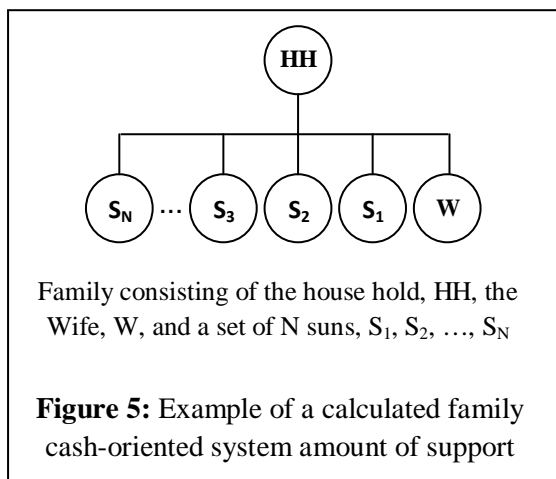 HH
S_N ... S_3 S_2 S_1 W
Family consisting of the house hold, HH, the
Wife, W, and a set of N suns, S_1, S_2, ..., S_N
Figure 5: Example of a calculated family
cash-oriented system amount of support